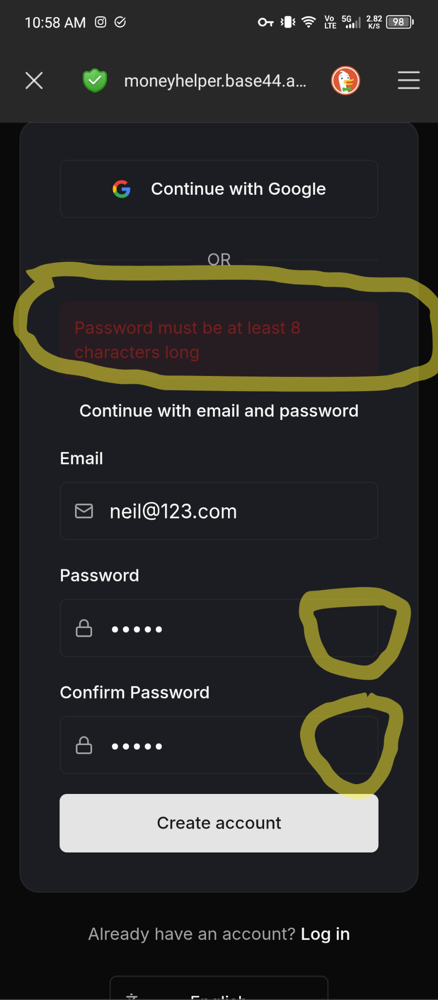 10:58 AM Vo LTE 5G 2.82 K/S 98
moneyhelper.base44.a...
Continue with Google
OR
Password must be at least 8
characters long
Continue with email and password
Email
neil@123.com
Password
•••••
Confirm Password
•••••
Create account
Already have an account? Log in
English